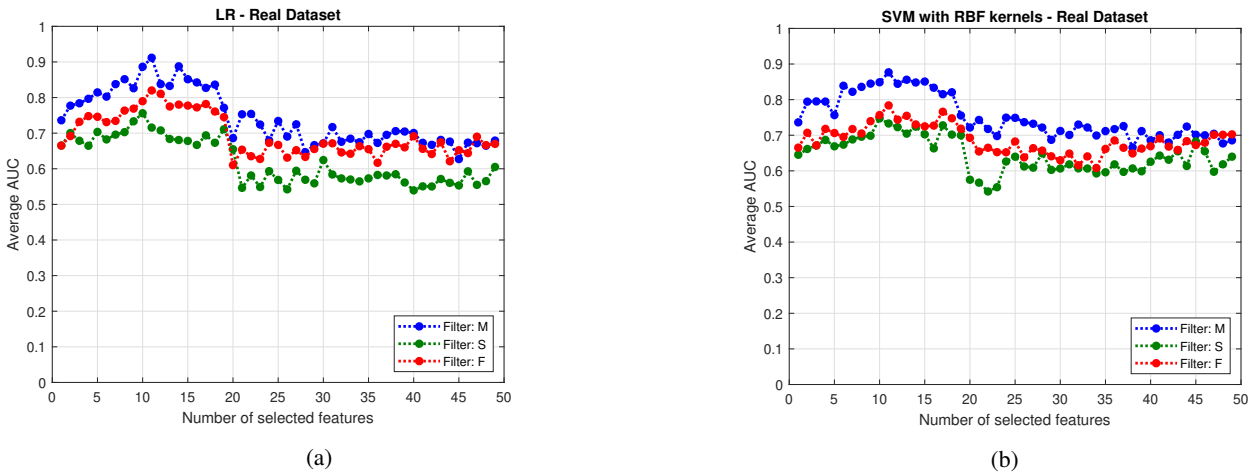 LR - Real Dataset
1
0.9
0.8
0.7
0.6
0.5
0.4
0.3
0.2
0.1
0
Average AUC
0 5 10 15 20 25 30 35 40 45 50
Number of selected features
Filter: M
Filter: S
Filter: F
(a)
SVM with RBF kernels - Real Dataset
1
0.9
0.8
0.7
0.6
0.5
0.4
0.3
0.2
0.1
0
Average AUC
0 5 10 15 20 25 30 35 40 45 50
Number of selected features
Filter: M
Filter: S
Filter: F
(b)